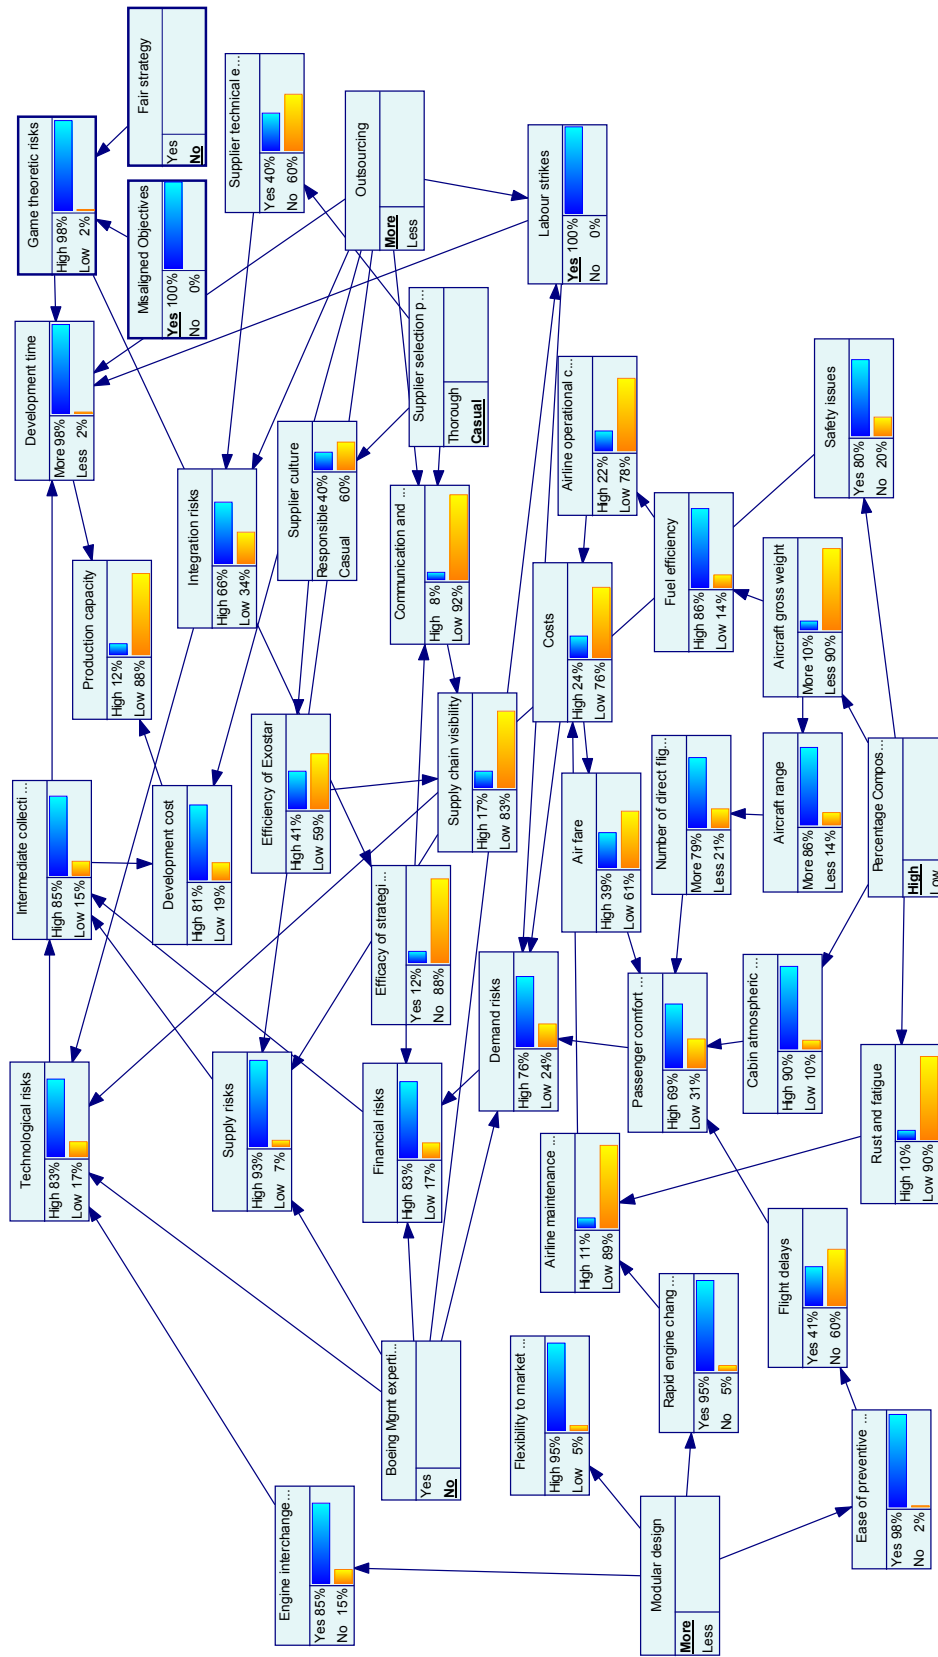 Technological risks
High 83%
Low 17%
Intermediate collecti ...
High 85%
Low 15%
Development time
More 98%
Less 2%
Game theoretic risks
High 98%
Low 2%
Production capacity
High 12%
Low 88%
Misaligned Objectives
Yes 100%
No 0%
Fair strategy
Yes
No
Development cost
High 81%
Low 19%
Integration risks
High 66%
Low 34%
Supply risks
High 93%
Low 7%
Supplier technical e...
Yes 40%
No 60%
Engine interchange...
Yes 85%
No 15%
Efficiency of Exostar
High 41%
Low 59%
Supplier culture
Responsible 40%
Casual 60%
Outsourcing
More
Less
Financial risks
High 83%
Low 17%
Efficacy of strategi...
Yes 12%
No 88%
Boeing Mgmt experti...
Yes
No
Communication and ...
High 8%
Low 92%
Supplier selection p...
Thorough
Casual
Supply chain visibility
High 17%
Low 83%
Demand risks
High 76%
Low 24%
Flexibility to market ...
High 95%
Low 5%
Labour strikes
Yes 100%
No 0%
Costs
High 24%
Low 76%
Airline maintenance ...
High 11%
Low 89%
Air fare
High 39%
Low 61%
Airline operational c...
High 22%
Low 78%
Modular design
More
Less
Rapid engine chang ...
Yes 95%
No 5%
Passenger comfort ...
High 69%
Low 31%
Number of direct flig...
More 79%
Less 21%
Fuel efficiency
High 86%
Low 14%
Cabin atmospheric ...
High 90%
Low 10%
Aircraft range
More 86%
Less 14%
Aircraft gross weight
More 10%
Less 90%
Flight delays
Yes 41%
No 60%
Safety issues
Yes 80%
No 20%
Ease of preventive ...
Yes 98%
No 2%
Rust and fatigue
High 10%
Low 90%
Percentage Compos...
High
Low